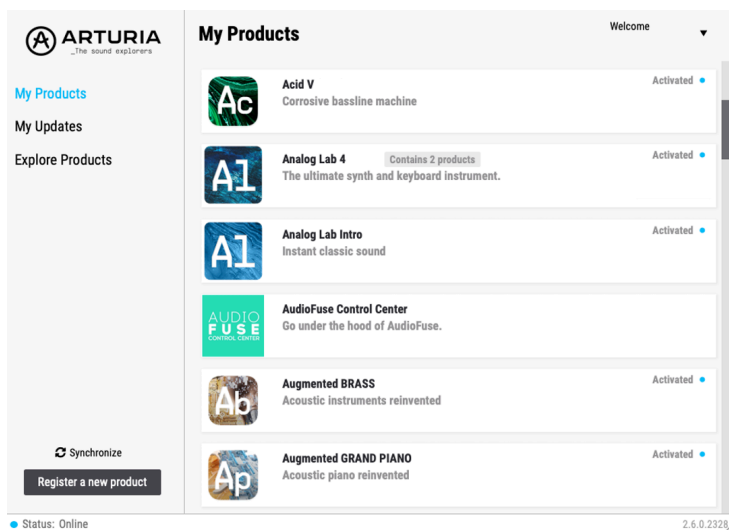 ARTURIA
_The sound explorers
My Products
Welcome
My Products
My Updates
Explore Products
Ac
Acid V
Activated
Corrosive bassline machine
Al
Analog Lab 4
Contains 2 products
Activated
The ultimate synth and keyboard instrument.
Al
Analog Lab Intro
Activated
Instant classic sound
AUDIO
FUSE
CONTROL CENTER
AudioFuse Control Center
Go under the hood of AudioFuse.
Ab
Augmented BRASS
Activated
Acoustic instruments reinvented
Ap
Augmented GRAND PIANO
Activated
Acoustic piano reinvented
Synchronize
Register a new product
Status: Online
2.6.0.2328